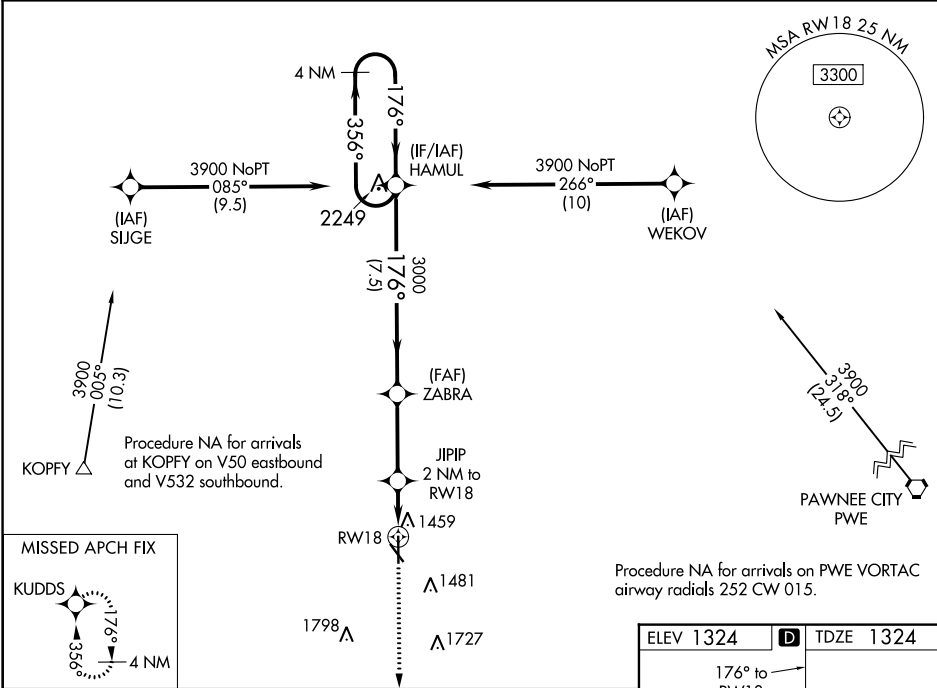 MSA RW18 25 NM
3300
4 NM
356°
176°
(IF/IAF)
HAMUL
3900 NoPT
085°
(9.5)
(IAF)
SIJGE
2249
3900 NoPT
266°
(10)
(IAF)
WEKOV
3000
176°
(7.5)
3900
005°
(10.3)
KOPFY
Procedure NA for arrivals
at KOPFY on V50 eastbound
and V532 southbound.
(FAF)
ZABRA
3900
318°
(24.5)
PAWNEE CITY
PWE
JIPIP
2 NM to
RW18
RW18
1459
1481
1798
1727
MISSED APCH FIX
KUDDS
176°
356°
4 NM
Procedure NA for arrivals on PWE VORTAC
airway radials 252 CW 015.
ELEV 1324
D
TDZE 1324
176° to
RW18